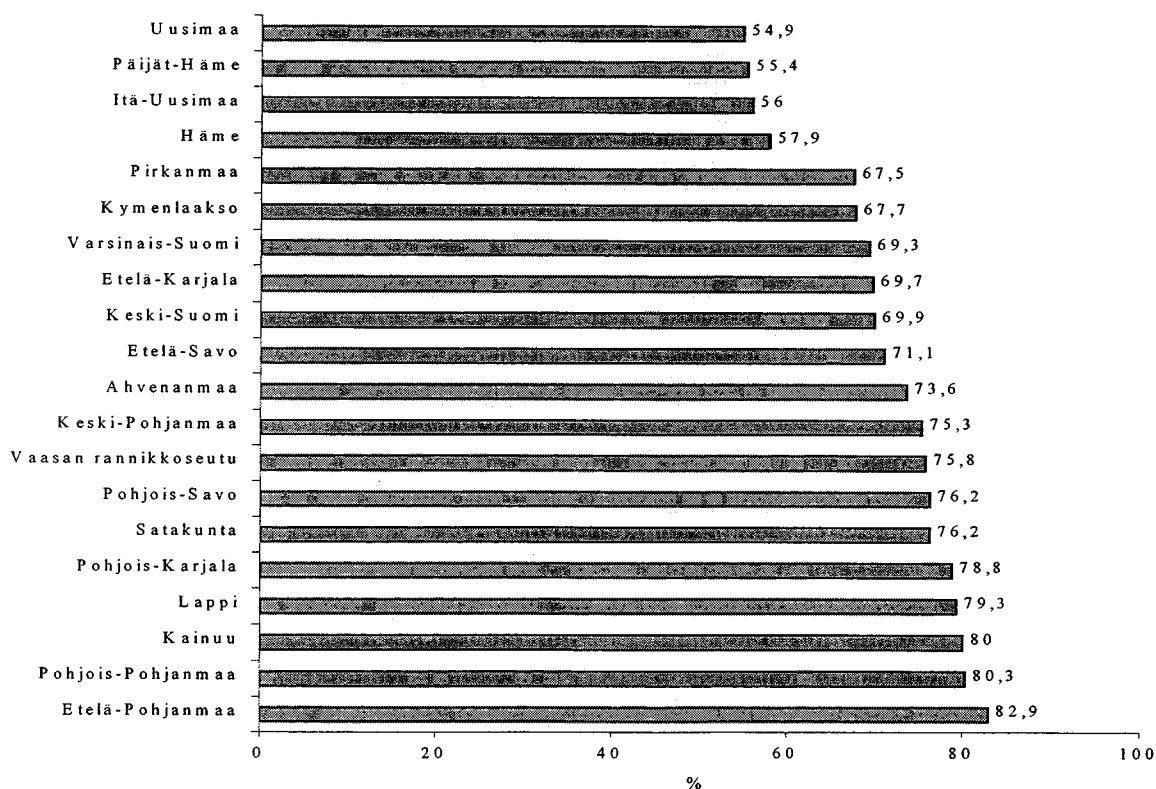 Uusimaa 54,9
Päijät-Häme 55,4
Itä-Uusimaa 56
Häme 57,9
Pirkanmaa 67,5
Kymenlaakso 67,7
Varsinais-Suomi 69,3
Etelä-Karjala 69,7
Keski-Suomi 69,9
Etelä-Savo 71,1
Ahvenanmaa 73,6
Keski-Pohjanmaa 75,3
Vaasan rannikkoseutu 75,8
Pohjois-Savo 76,2
Satakunta 76,2
Pohjois-Karjala 78,8
Lappi 79,3
Kainuu 80
Pohjois-Pohjanmaa 80,3
Etelä-Pohjanmaa 82,9
0 20 40 60 80 100
%